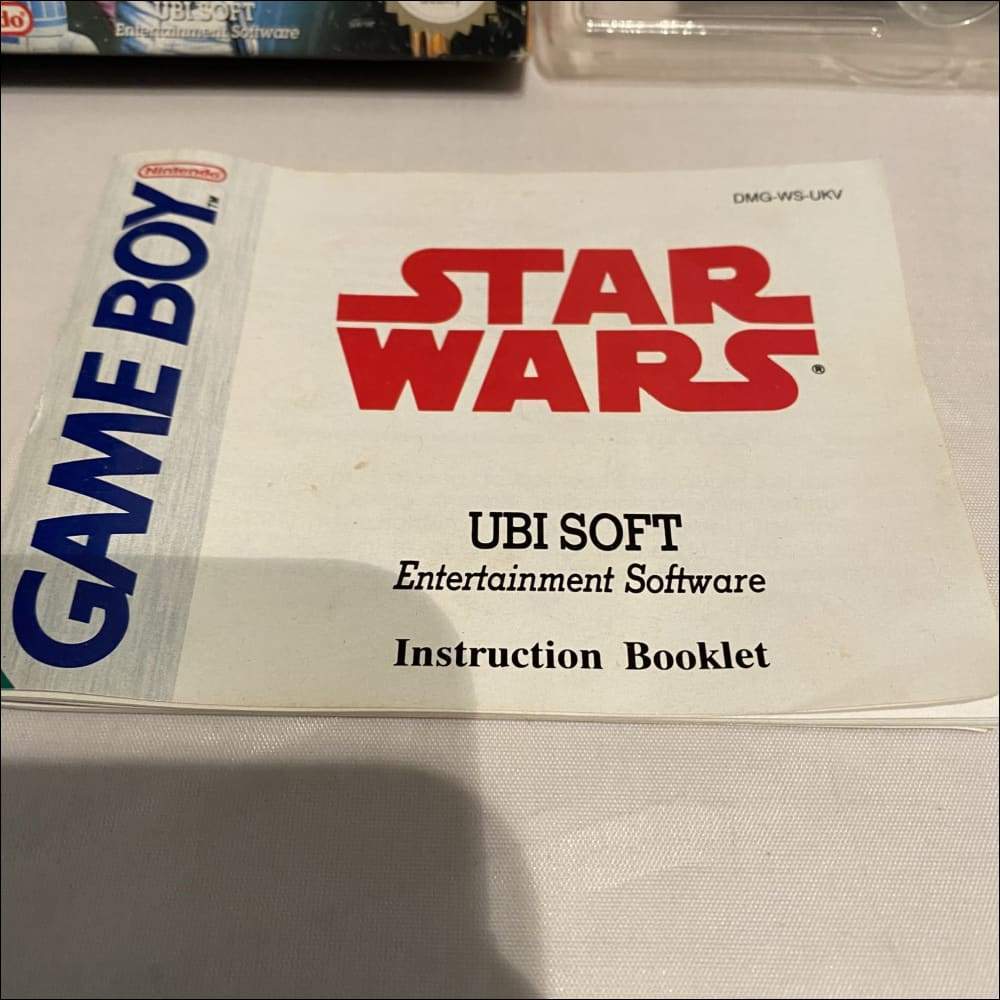 UBI SOFT
Entertainment Software
Nintendo
GAME BOY™
DMG-WS-UKV
STAR
WARS®
UBI SOFT
Entertainment Software
Instruction Booklet